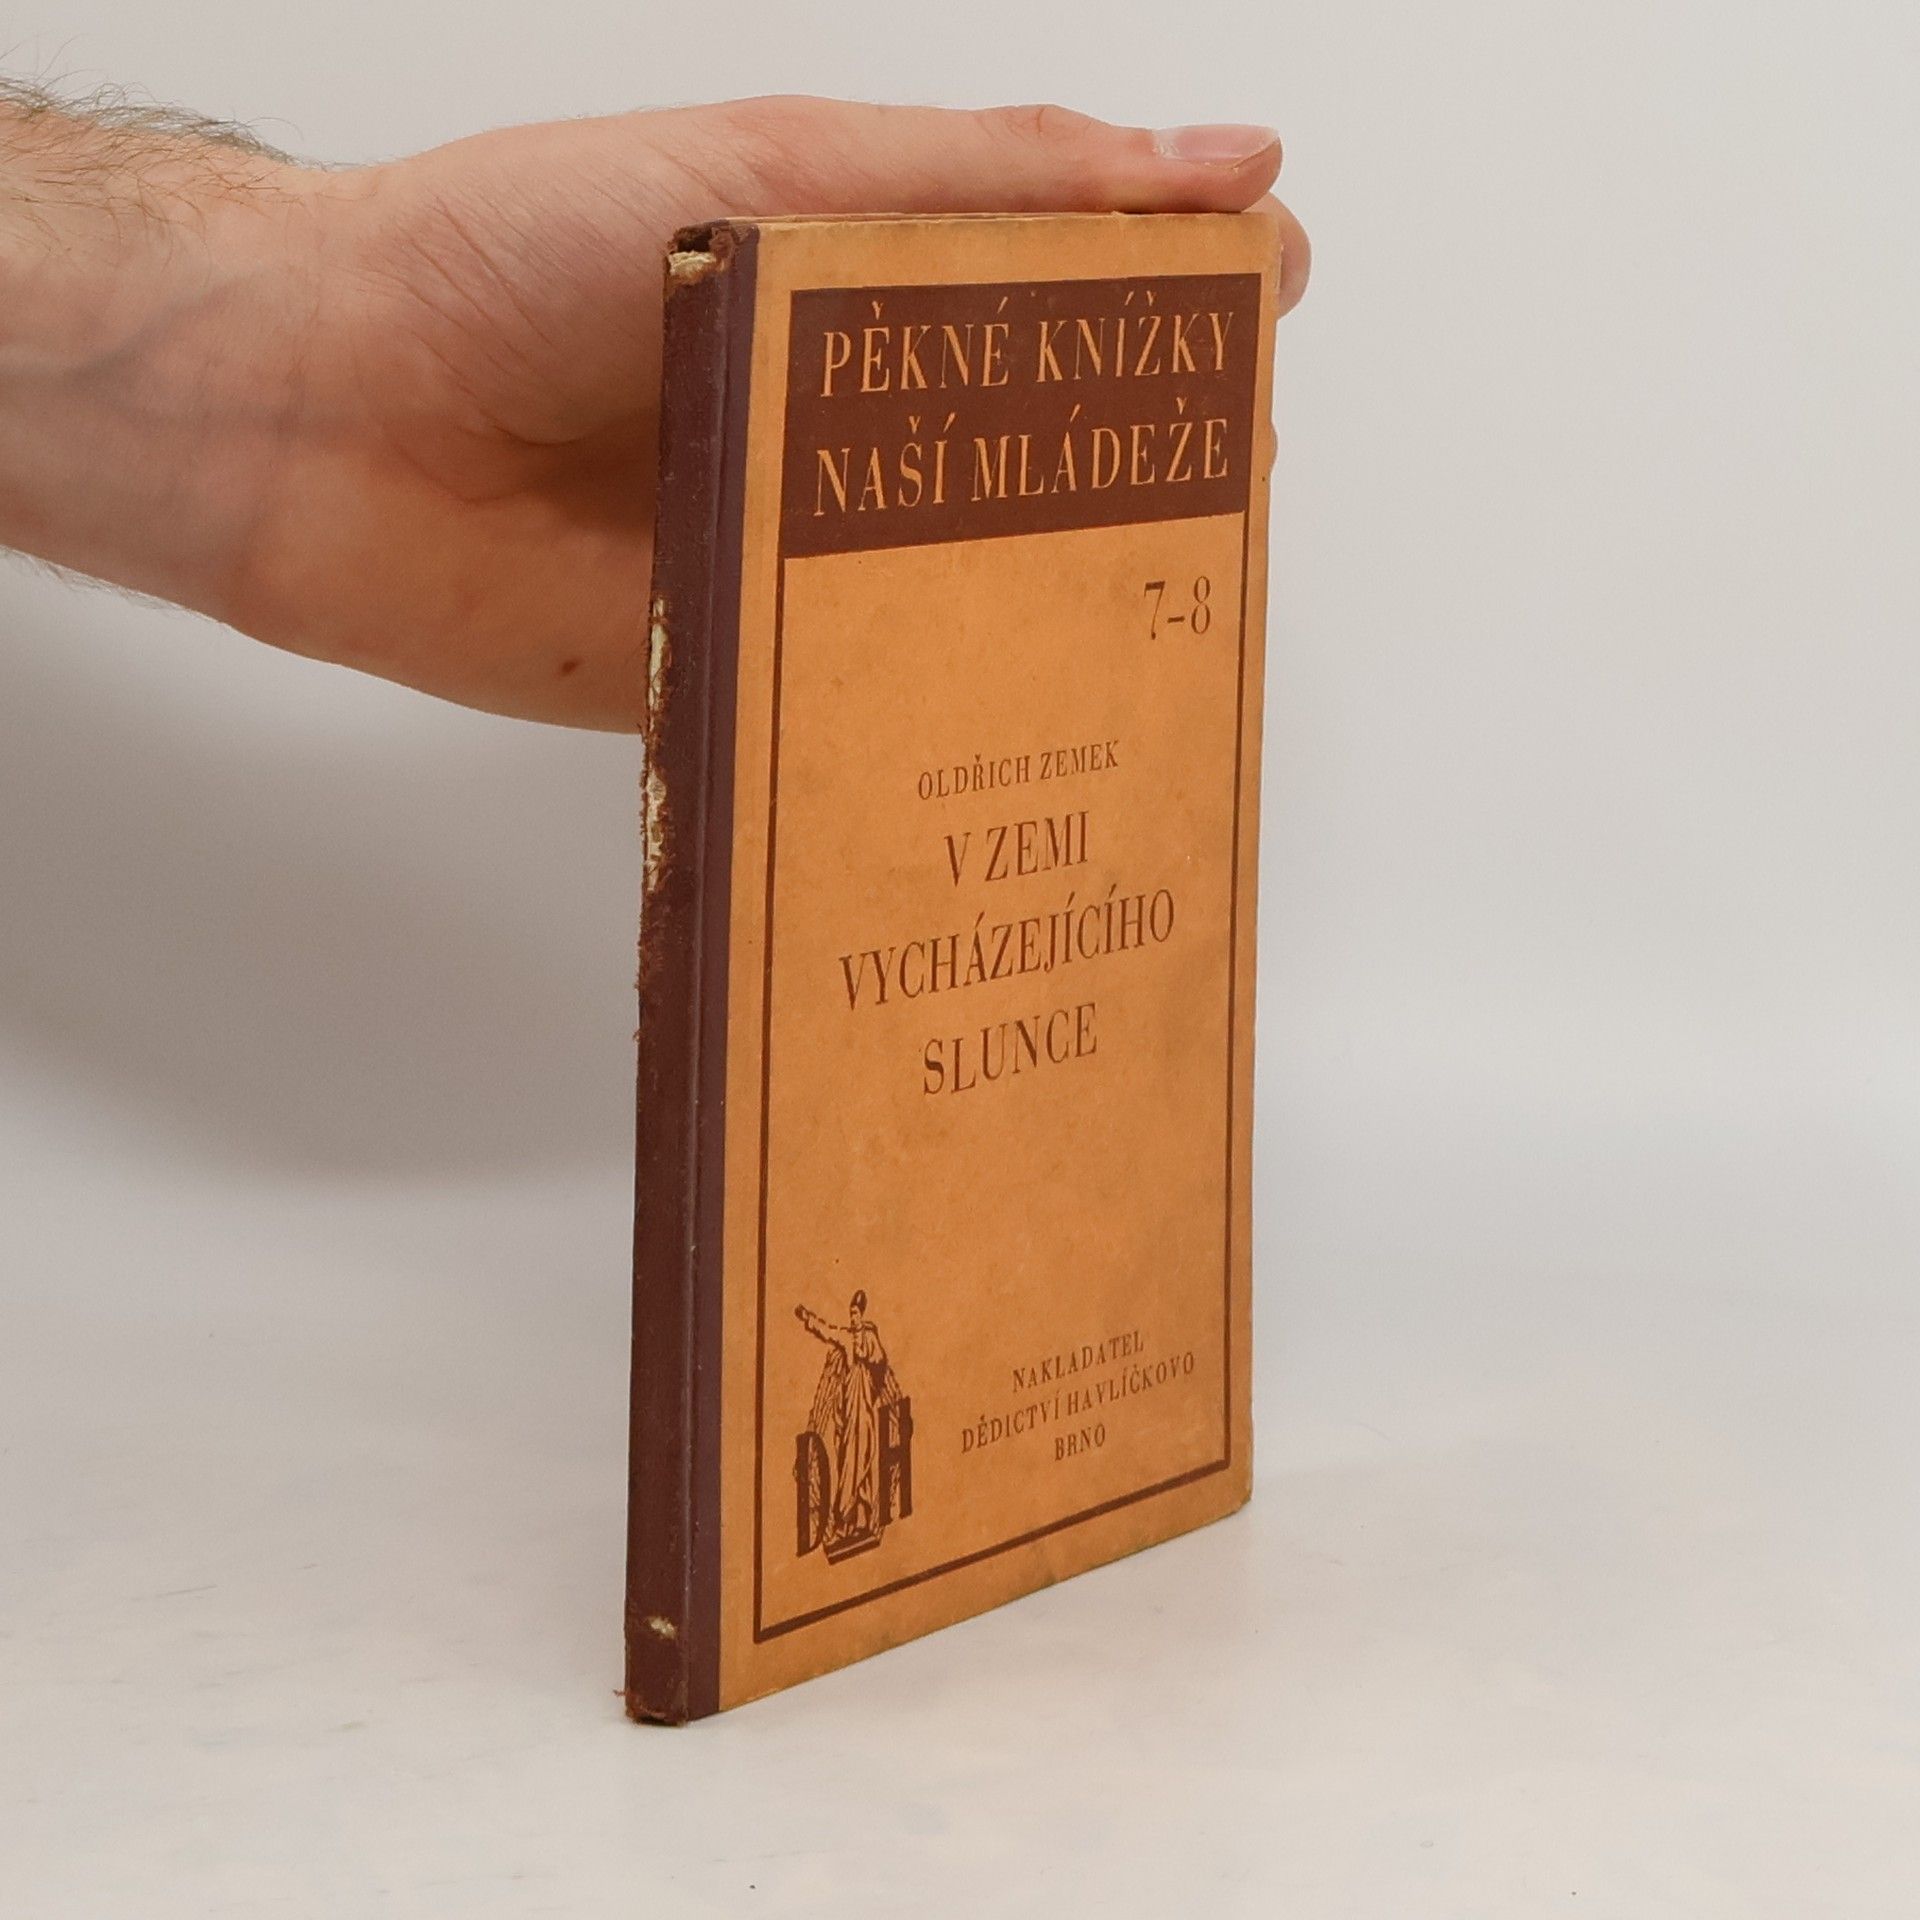 PĚKNÉ KNÍŽKY
NAŠÍ MLÁDEŽE
7-8
OLDŘICH ZEMEK
V ZEMI
VYCHÁZEJÍCÍHO
SLUNCE
DH
NAKLADATEL
DĚDICTVÍ HAVLÍČKOVO
BRNO